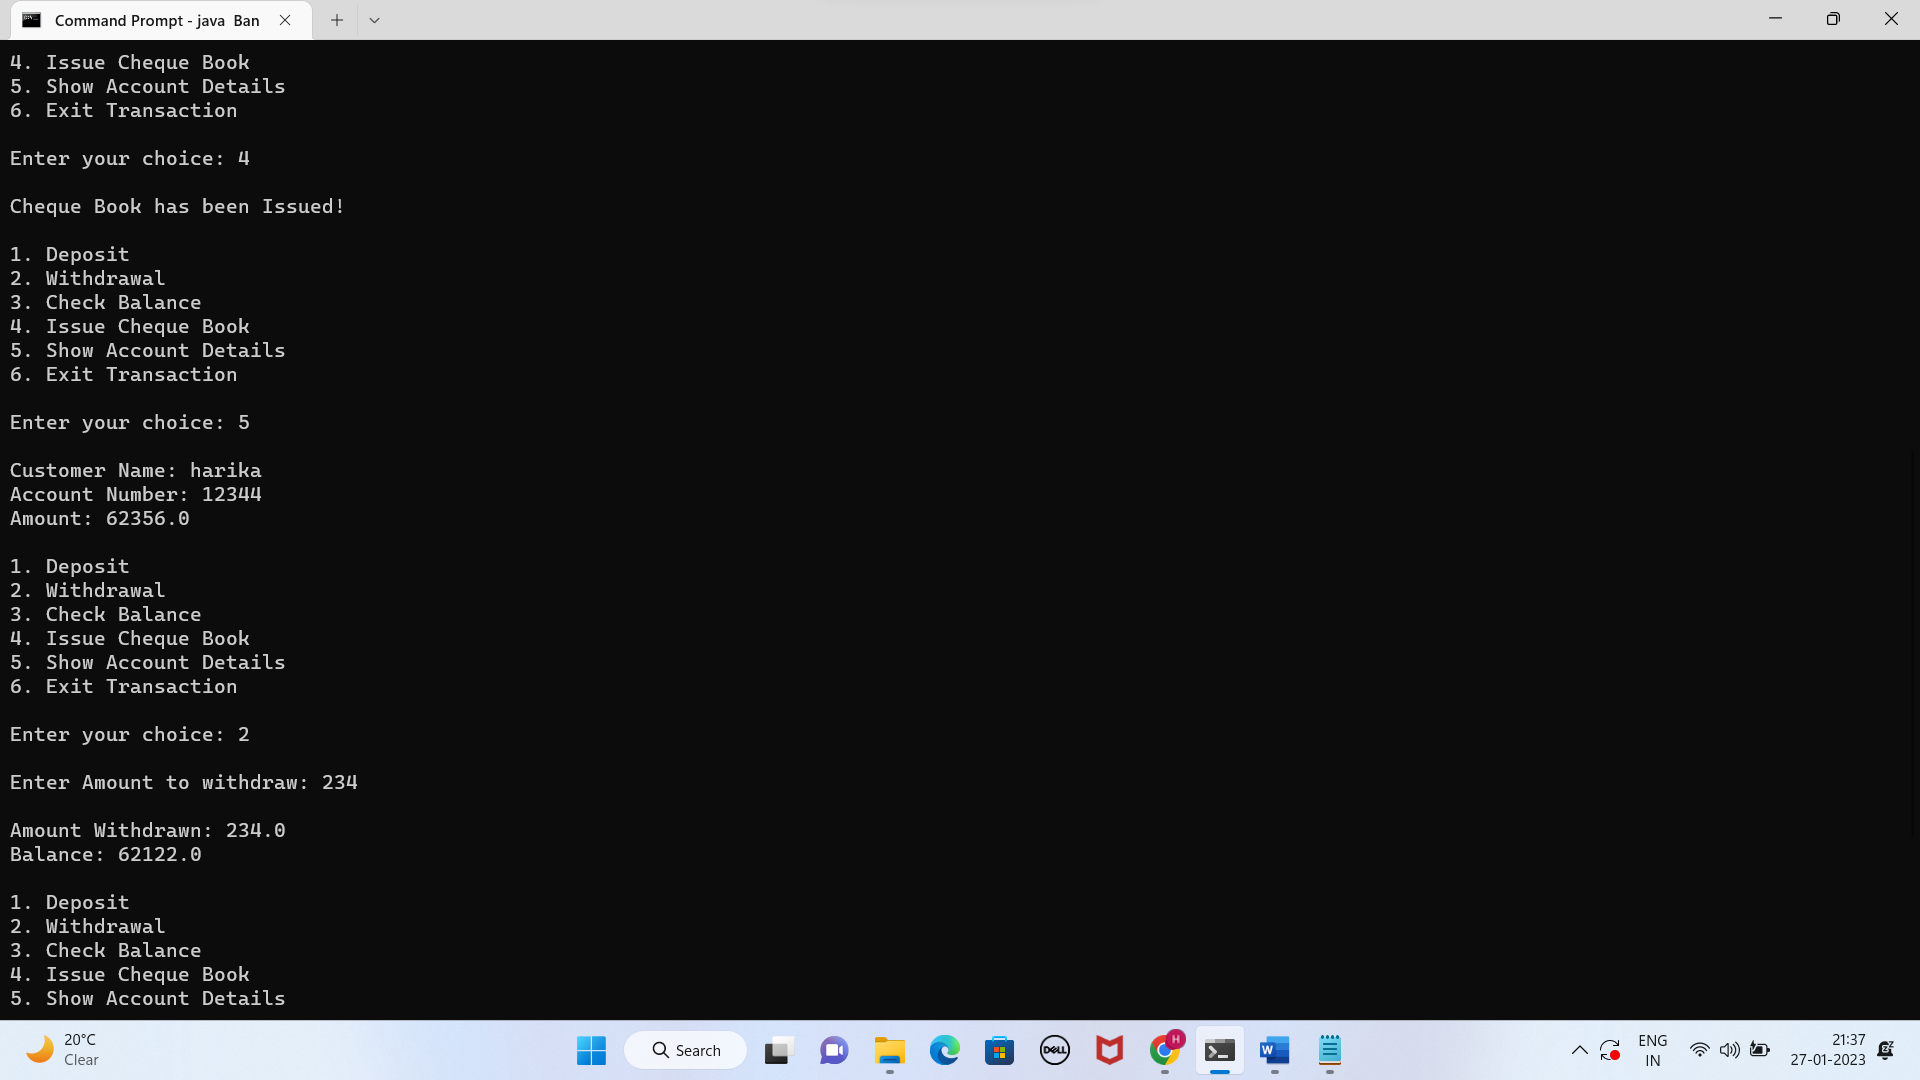 Command Prompt - java  Ban
4. Issue Cheque Book
5. Show Account Details
6. Exit Transaction
Enter your choice: 4
Cheque Book has been Issued!
1. Deposit
2. Withdrawal
3. Check Balance
4. Issue Cheque Book
5. Show Account Details
6. Exit Transaction
Enter your choice: 5
Customer Name: harika
Account Number: 12344
Amount: 62356.0
1. Deposit
2. Withdrawal
3. Check Balance
4. Issue Cheque Book
5. Show Account Details
6. Exit Transaction
Enter your choice: 2
Enter Amount to withdraw: 234
Amount Withdrawn: 234.0
Balance: 62122.0
1. Deposit
2. Withdrawal
3. Check Balance
4. Issue Cheque Book
5. Show Account Details
20°C
Clear
Search
DELL
H
W
ENG
IN
21:37
27-01-2023